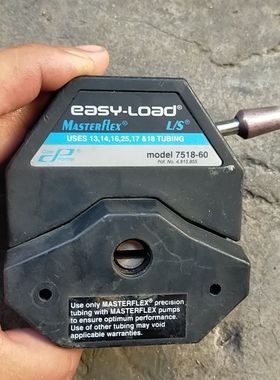 easy-Load®
MASTERFLEX® L/S®
USES 13,14,16,25,17 &18 TUBING
model 7518-60
Use only MASTERFLEX® precision
tubing with MASTERFLEX pumps
to ensure optimum performance.
Use of other tubing may void
applicable warranties.